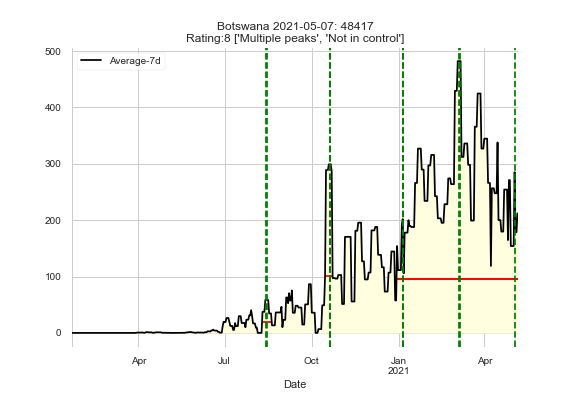 Botswana 2021-05-07: 48417
Rating:8 ['Multiple peaks', 'Not in control']
Average-7d
500
400
300
200
100
0
Apr Jul Oct Jan Apr
2021
Date